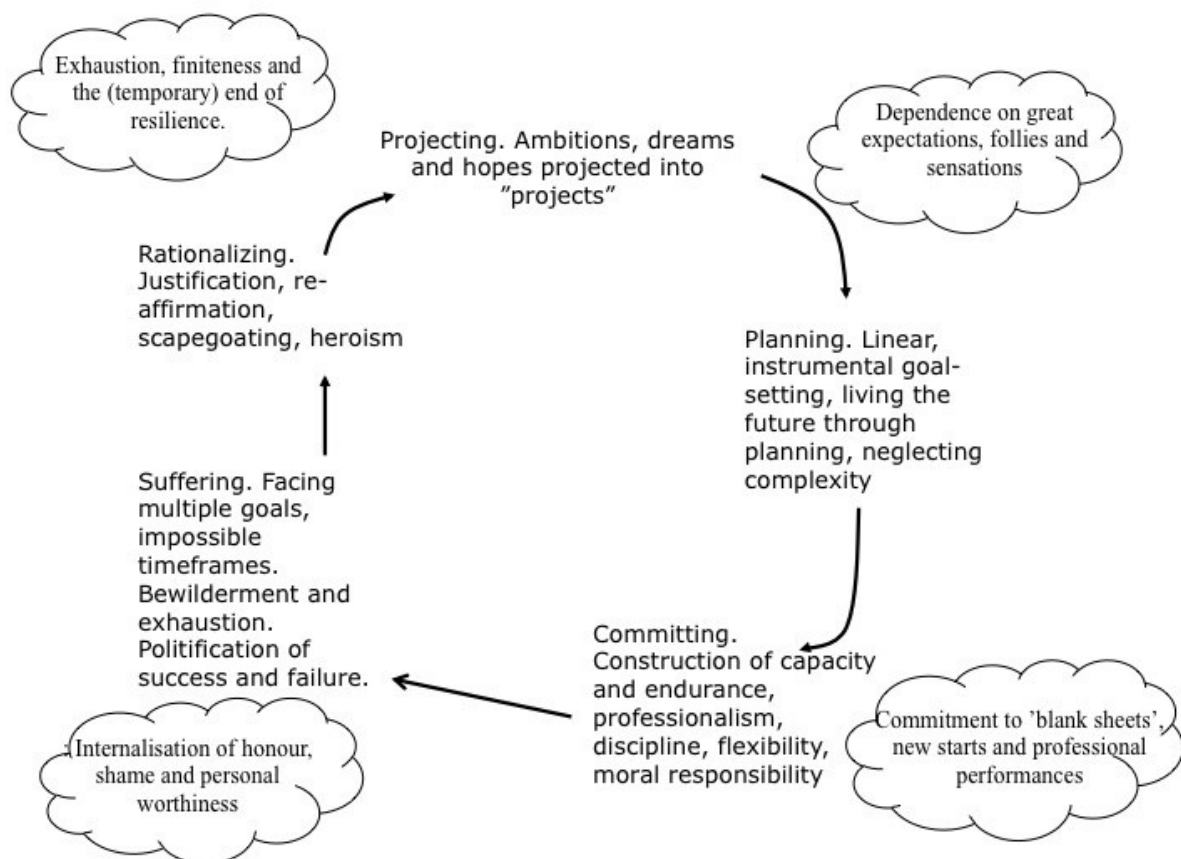 Exhaustion, finiteness and
the (temporary) end of
resilience.
Projecting. Ambitions, dreams
and hopes projected into
”projects”
Dependence on great
expectations, follies and
sensations
Rationalizing.
Justification, re-
affirmation,
scapegoating, heroism
Planning. Linear,
instrumental goal-
setting, living the
future through
planning, neglecting
complexity
Suffering. Facing
multiple goals,
impossible
timeframes.
Bewilderment and
exhaustion.
Politification of
success and failure.
Committing.
Construction of capacity
and endurance,
professionalism,
discipline, flexibility,
moral responsibility
Commitment to ’blank sheets’,
new starts and professional
performances
Internalisation of honour,
shame and personal
worthiness